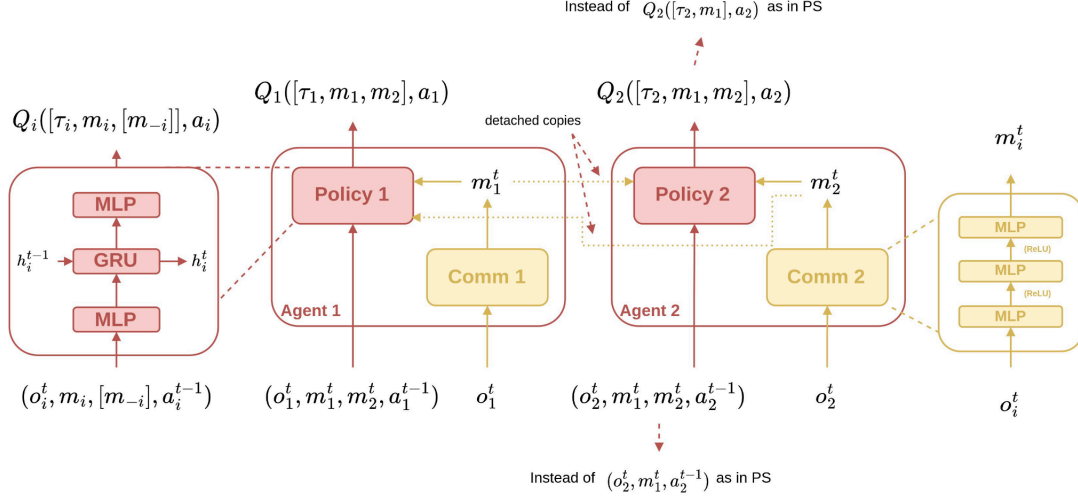 Instead of Q_2([τ_2, m_1], a_2) as in PS
Q_i([τ_i, m_i, [m_{-i}]], a_i)
Q_1([τ_1, m_1, m_2], a_1)
Q_2([τ_2, m_1, m_2], a_2)
detached copies
m_i^t
MLP
GRU
MLP
h_i^{t-1}
h_i^t
Policy 1
m_1^t
Comm 1
Agent 1
Policy 2
m_2^t
Comm 2
Agent 2
MLP
(ReLU)
MLP
(ReLU)
MLP
(o_i^t, m_i, [m_{-i}], a_i^{t-1})
(o_1^t, m_1^t, m_2^t, a_1^{t-1})
o_1^t
(o_2^t, m_1^t, m_2^t, a_2^{t-1})
o_2^t
o_i^t
Instead of (o_2^t, m_1^t, a_2^{t-1}) as in PS